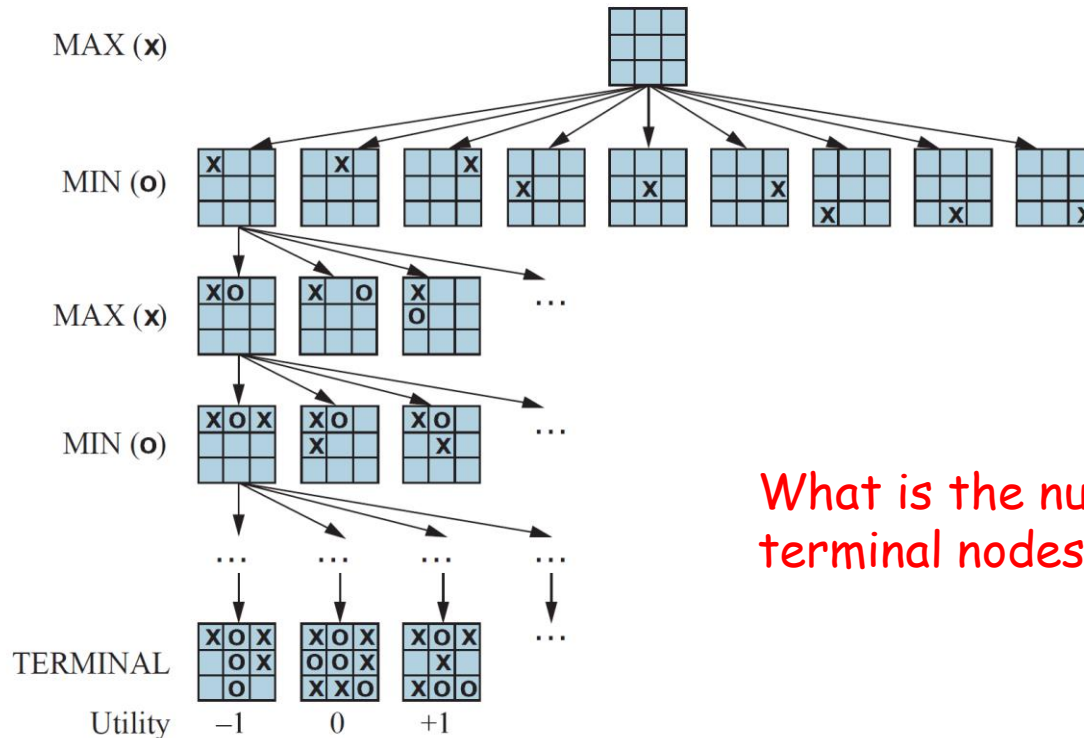 MAX (x)
MIN (o)
X X X X X X X X X
MAX (x)
X O X O X
O
...
MIN (o)
X O X X O X O
X X
...
What is the nu
terminal nodes
... ... ... ...
TERMINAL
X O X X O X X O X
O X O O X X
O X X O X O O
...
Utility –1 0 +1